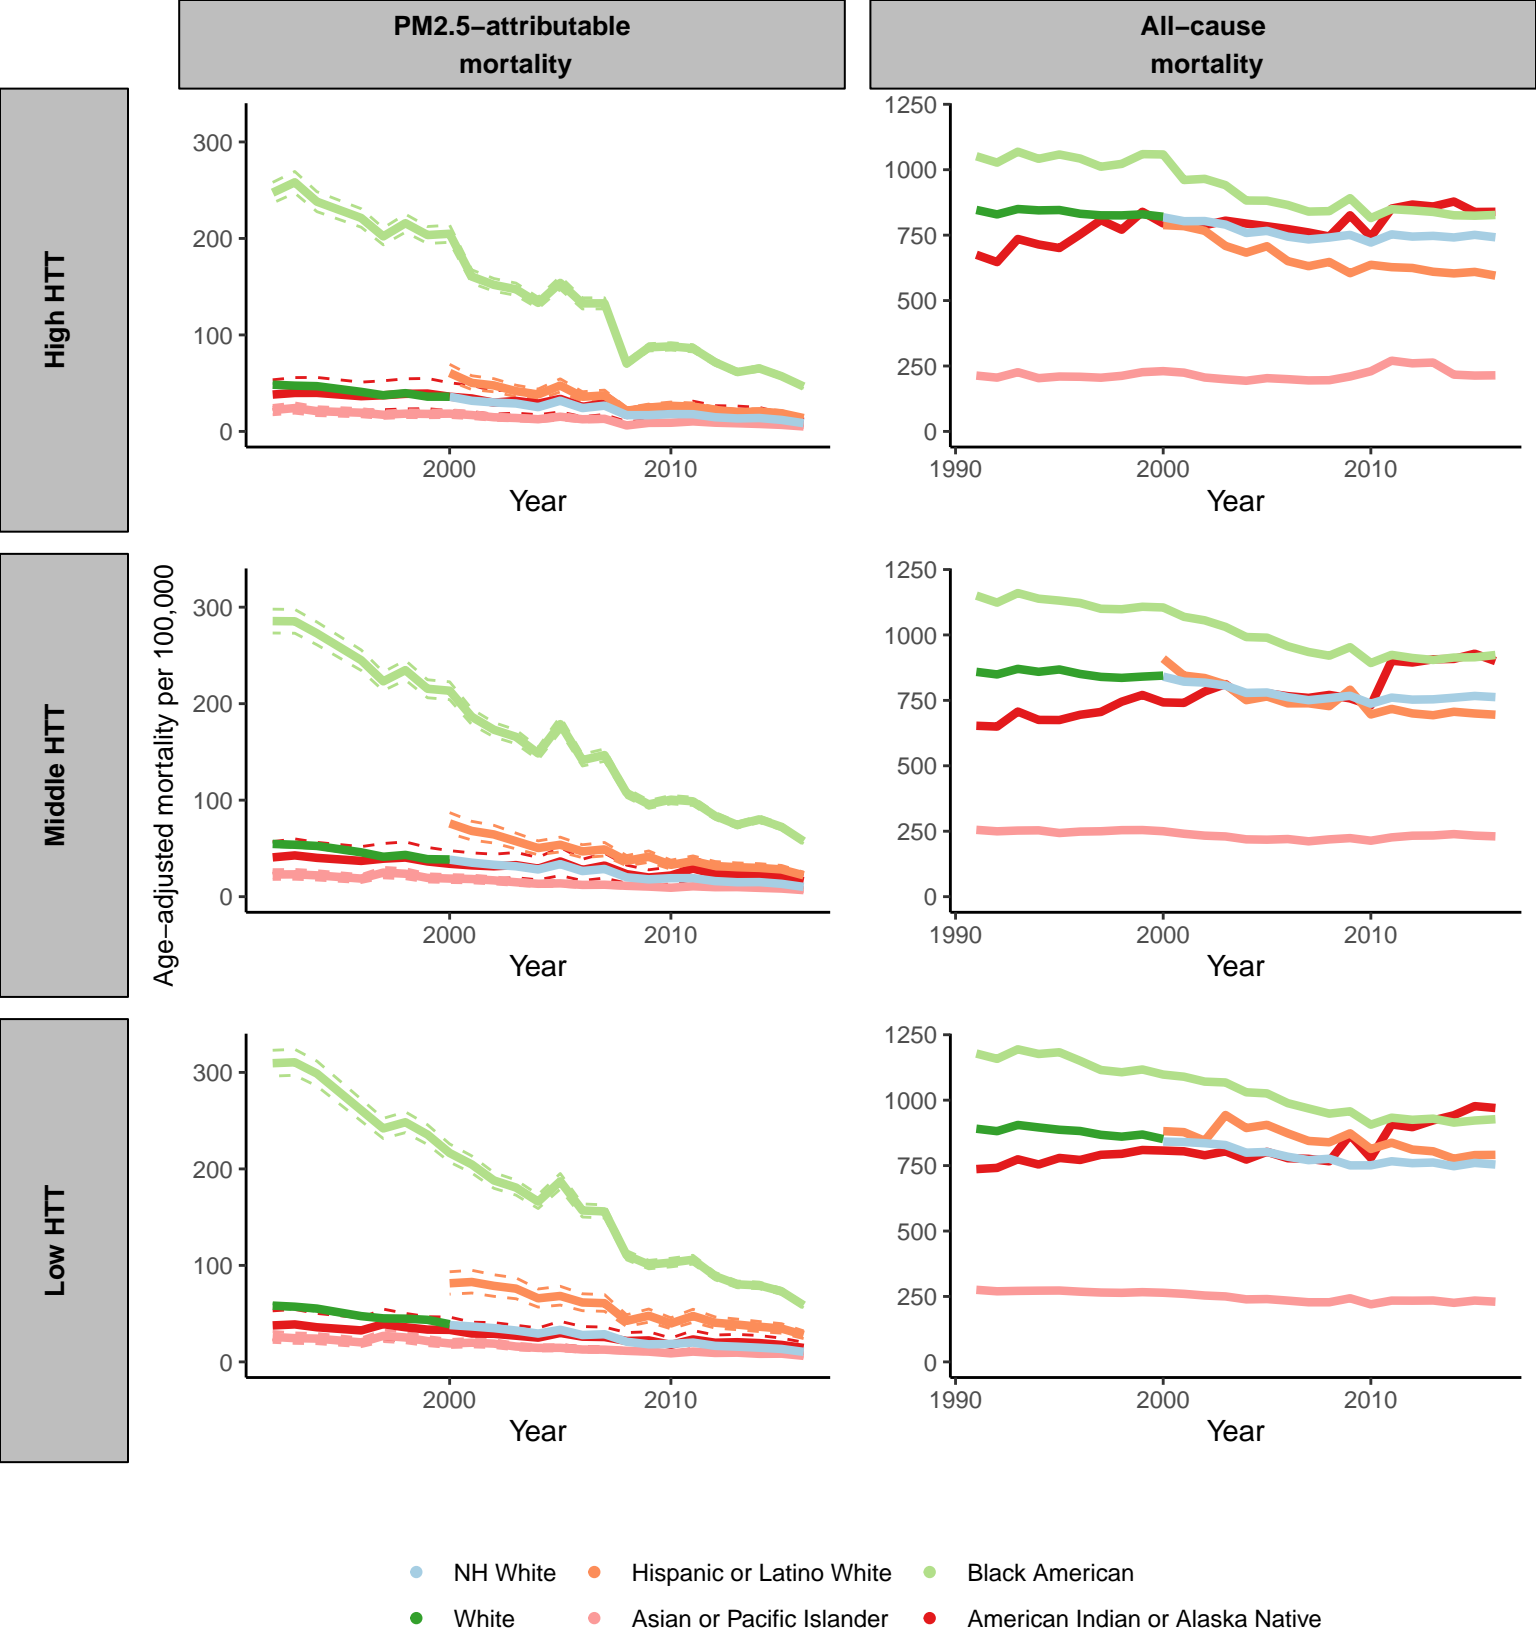 PM2.5−attributable
mortality
All−cause
mortality
High HTT
300
200
100
0
2000
2010
Year
1250
1000
750
500
250
0
1990
2000
2010
Year
Middle HTT
Age−adjusted mortality per 100,000
300
200
100
0
2000
2010
Year
1250
1000
750
500
250
0
1990
2000
2010
Year
Low HTT
300
200
100
0
2000
2010
Year
1250
1000
750
500
250
0
1990
2000
2010
Year
NH White
Hispanic or Latino White
Black American
White
Asian or Pacific Islander
American Indian or Alaska Native